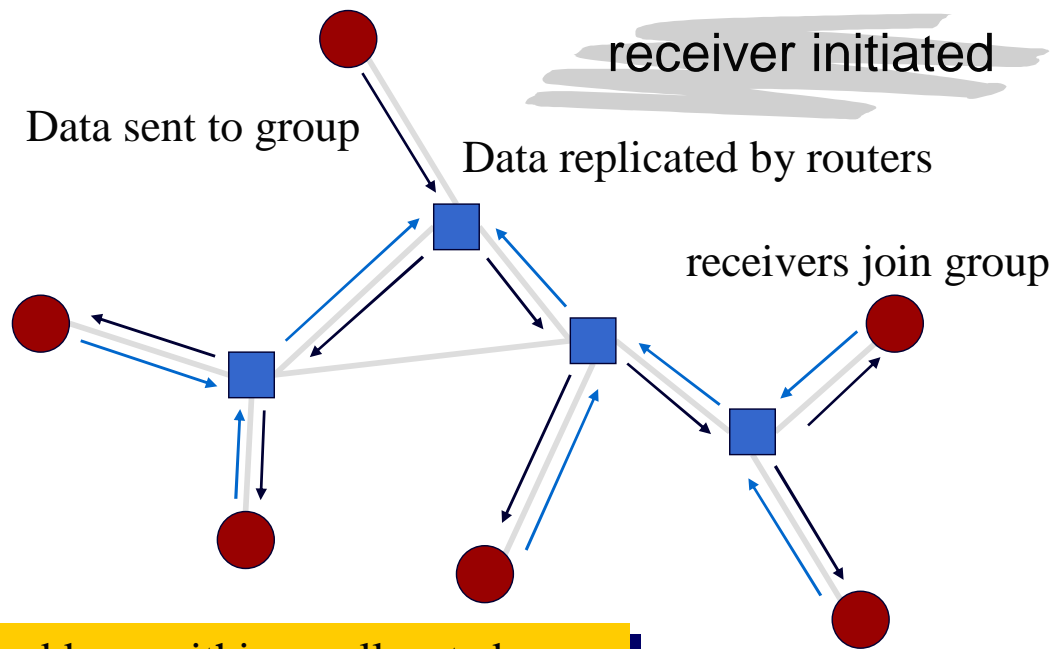 receiver initiated
Data sent to group
Data replicated by routers
receivers join group